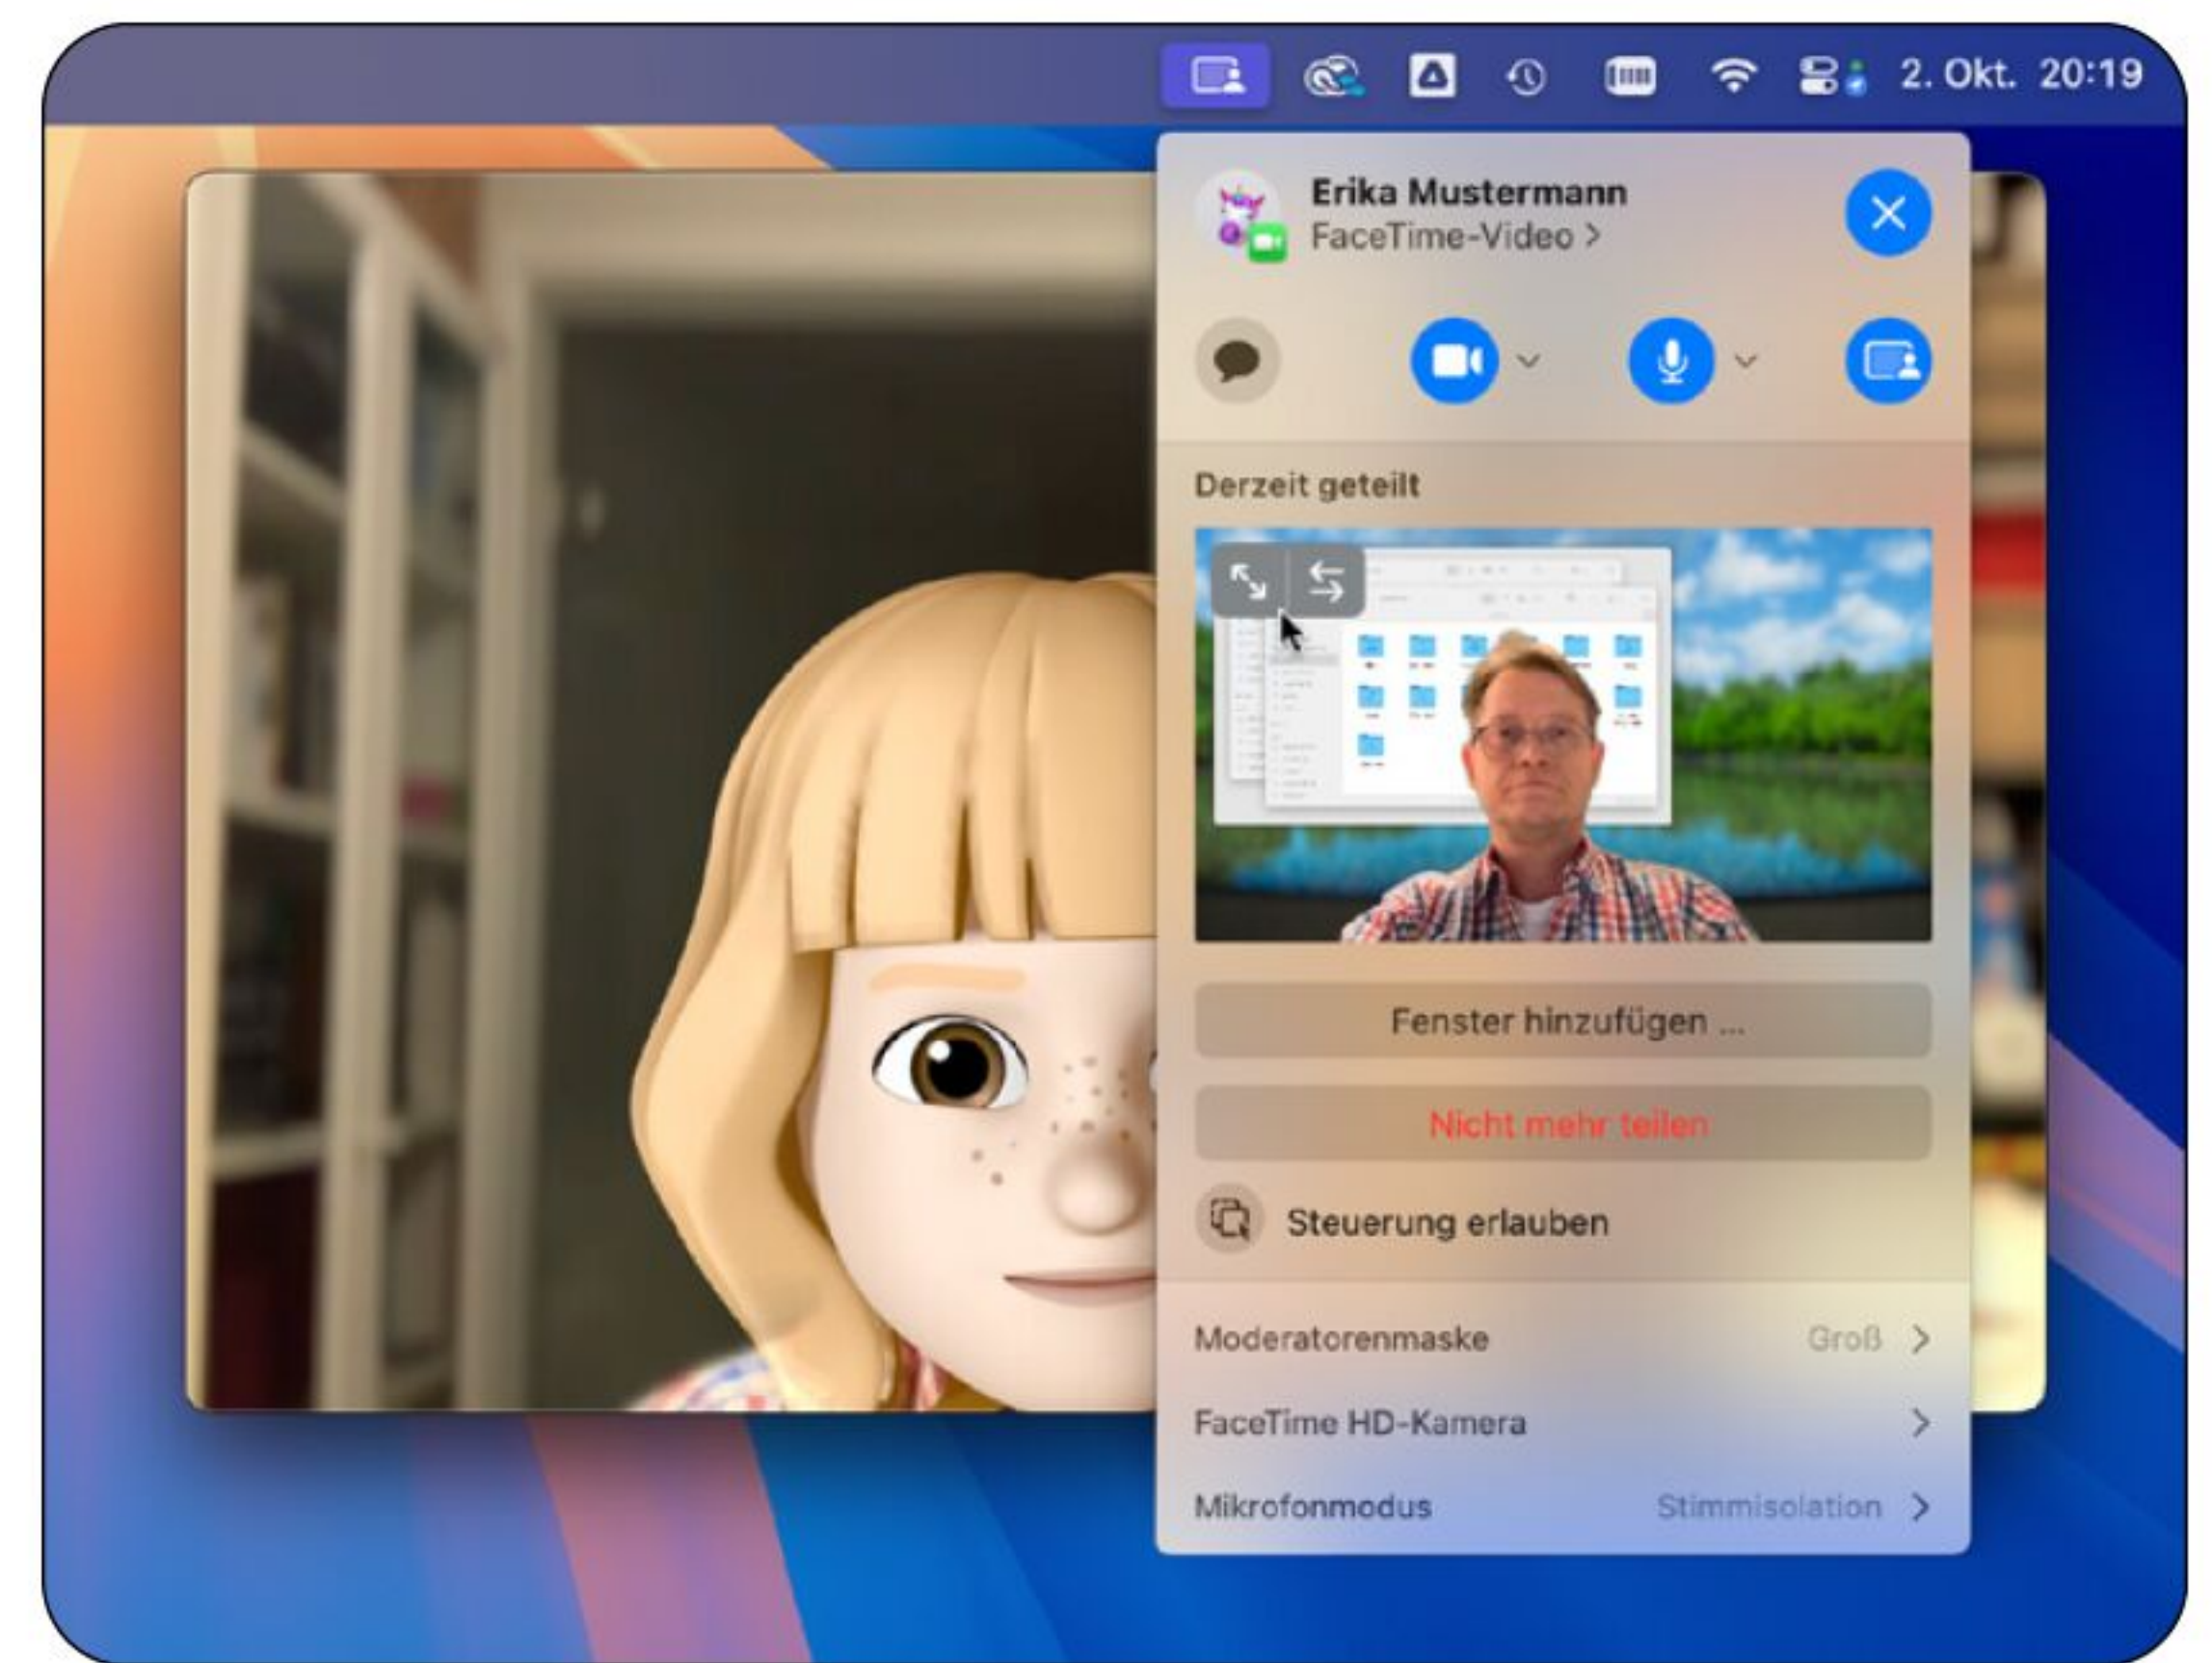 2. Okt. 20:19
Erika Mustermann
FaceTime-Video >
Derzeit geteilt
Fenster hinzufügen ...
Nicht mehr teilen
Steuerung erlauben
Moderatorenmaske Groß >
FaceTime HD-Kamera >
Mikrofonmodus Stimmisolation >